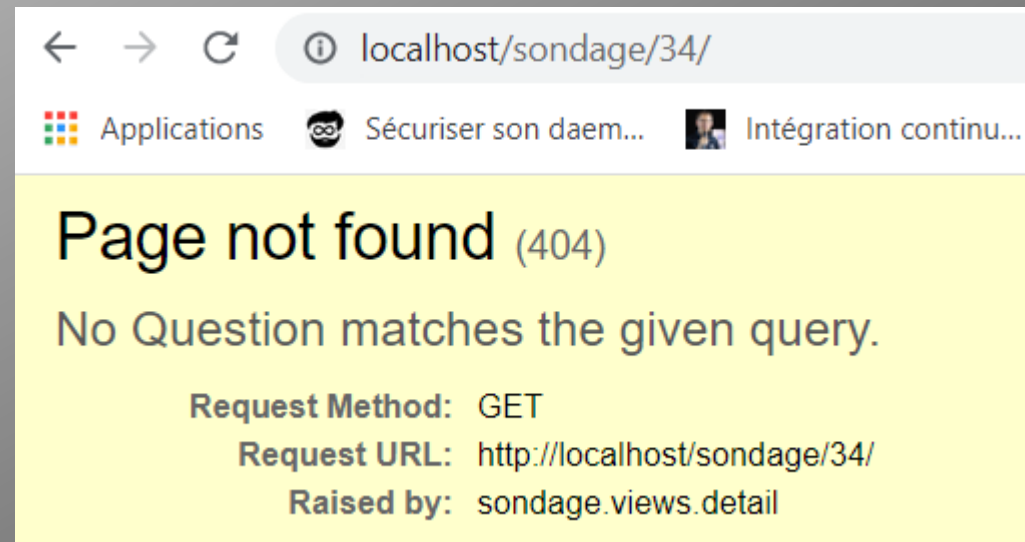 localhost/sondage/34/
Applications Sécuriser son daem... Intégration continu...
Page not found (404)
No Question matches the given query.
Request Method: GET
Request URL: http://localhost/sondage/34/
Raised by: sondage.views.detail